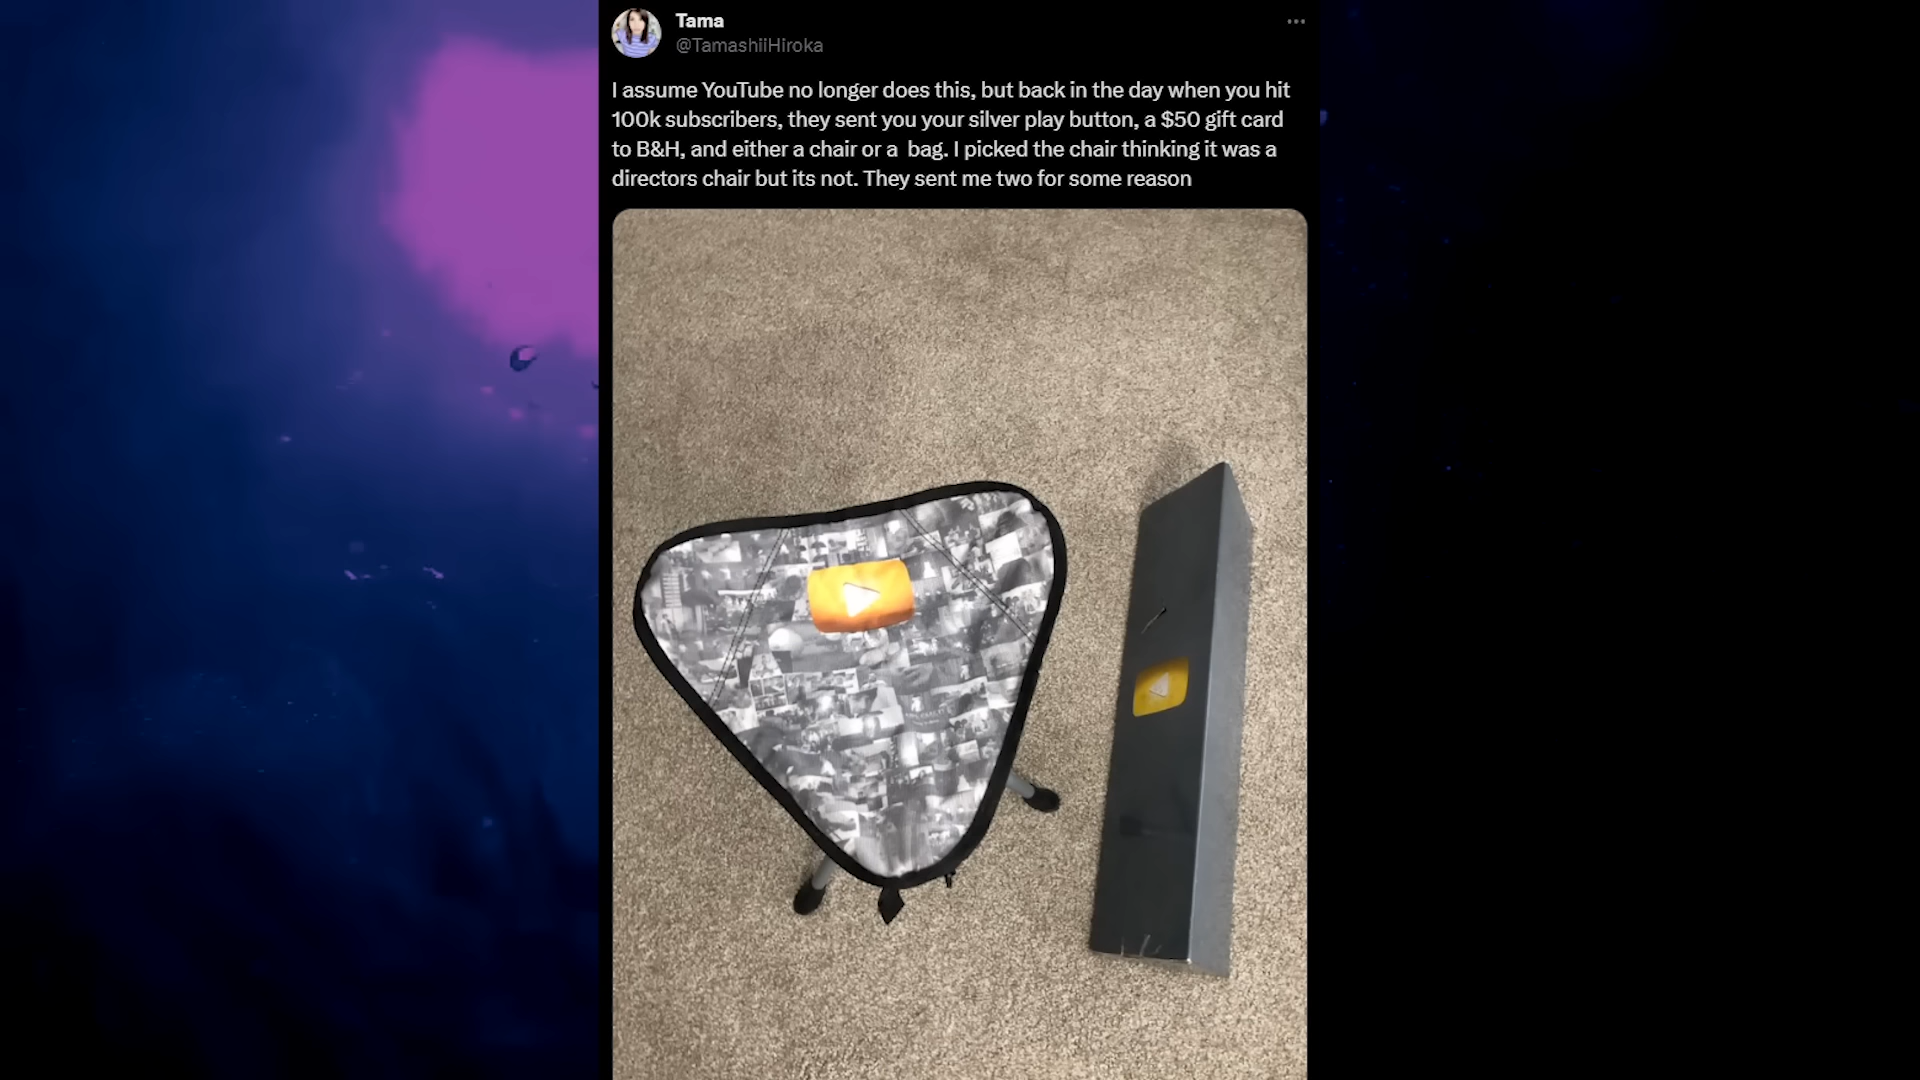 Tama
@TamashiiHiroka
I assume YouTube no longer does this, but back in the day when you hit
100k subscribers, they sent you your silver play button, a $50 gift card
to B&H, and either a chair or a  bag. I picked the chair thinking it was a
directors chair but its not. They sent me two for some reason